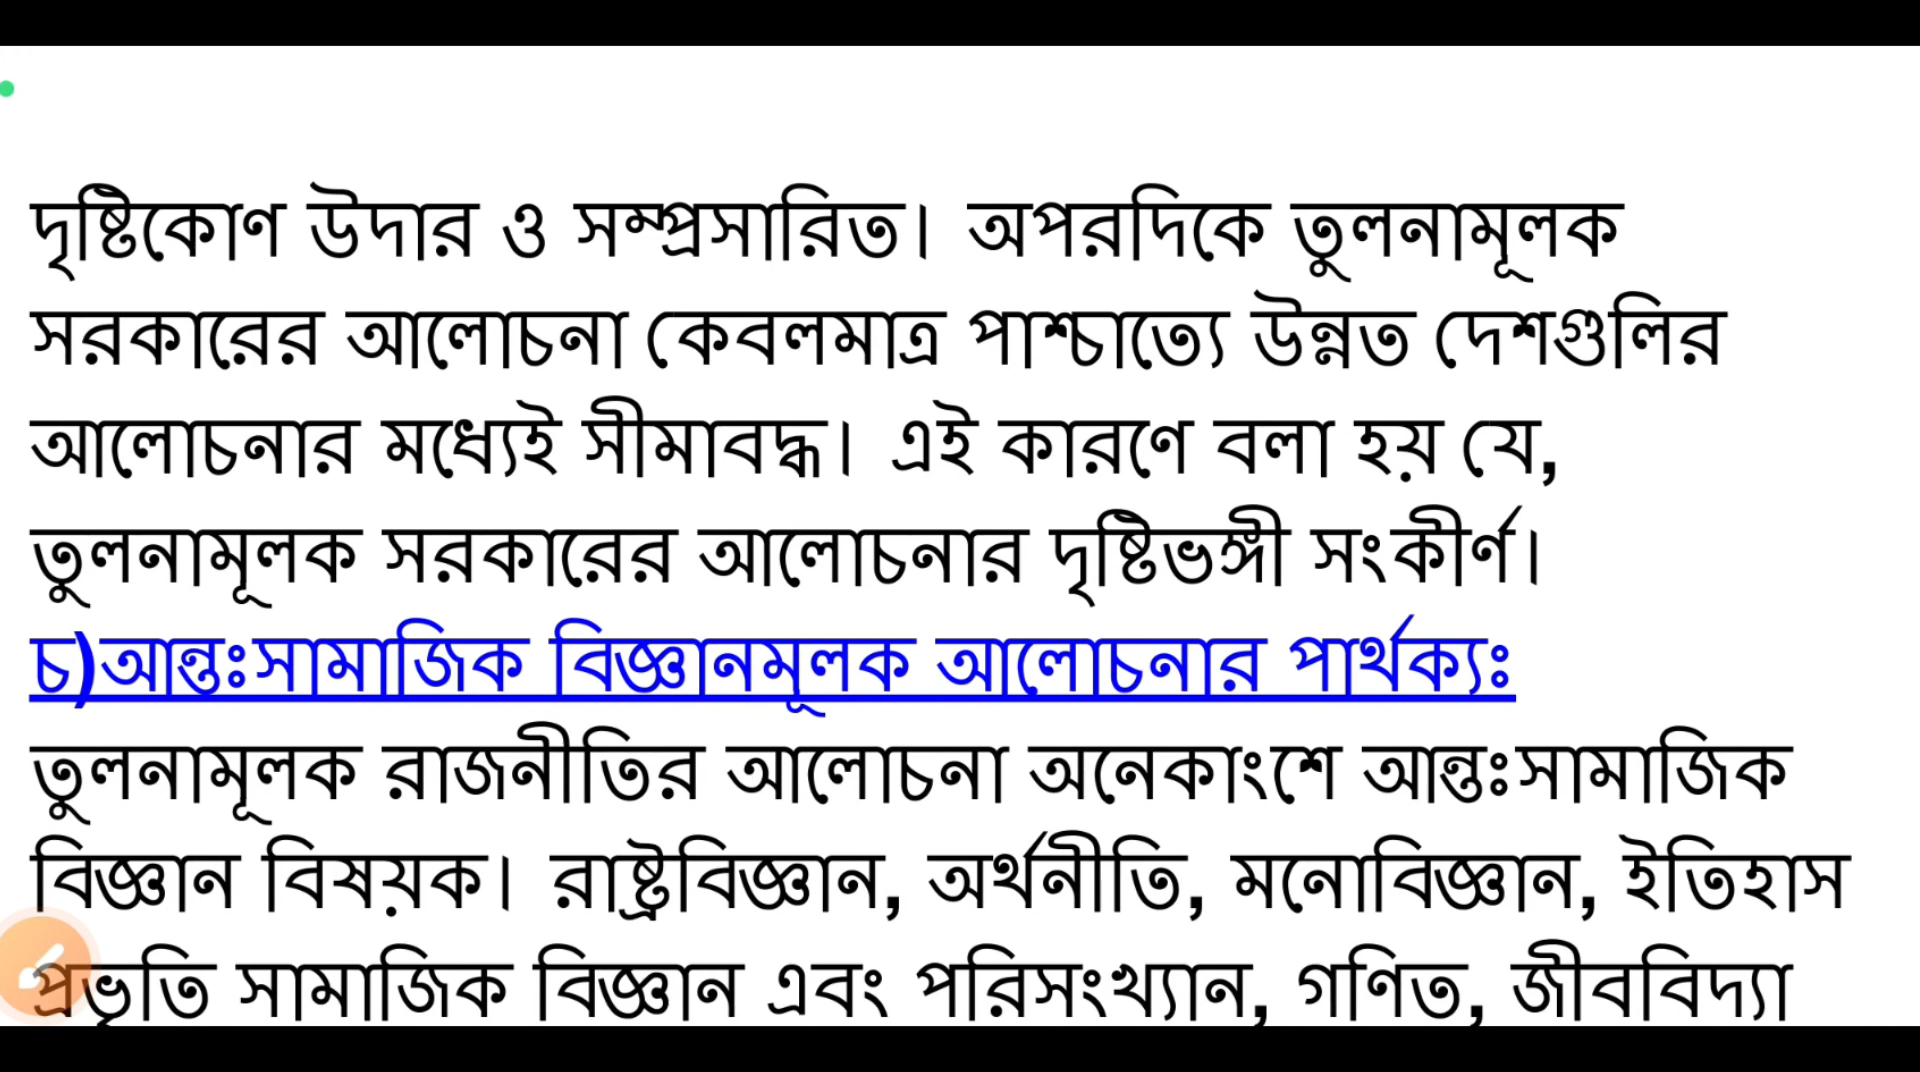 দৃষ্টিকোণ উদার ও সম্প্রসারিত। অপরদিকে তুলনামূলক
সরকারের আলোচনা কেবলমাত্র পাশ্চাত্যে উন্নত দেশগুলির
আলোচনার মধ্যেই সীমাবদ্ধ। এই কারণে বলা হয় যে,
তুলনামূলক সরকারের আলোচনার দৃষ্টিভঙ্গী সংকীর্ণ।
চ)আন্তঃসামাজিক বিজ্ঞানমূলক আলোচনার পার্থক্যঃ
তুলনামূলক রাজনীতির আলোচনা অনেকাংশে আন্তঃসামাজিক
বিজ্ঞান বিষয়ক। রাষ্ট্রবিজ্ঞান, অর্থনীতি, মনোবিজ্ঞান, ইতিহাস
প্রভৃতি সামাজিক বিজ্ঞান এবং পরিসংখ্যান, গণিত, জীববিদ্যা